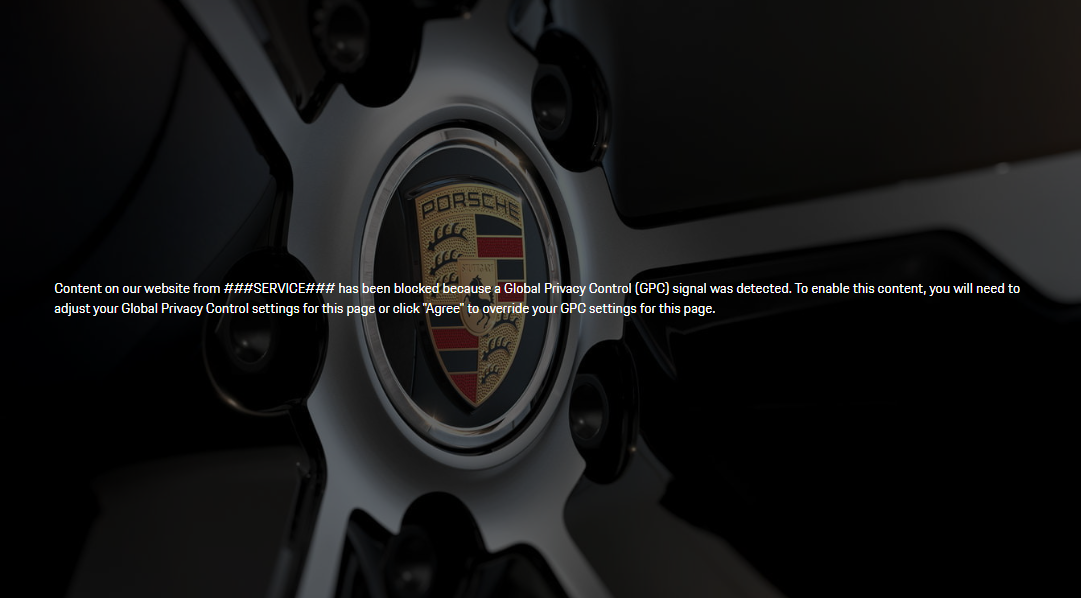 PORSCHE
STUTTGART
Content on our website from ###SERVICE### has been blocked because a Global Privacy Control (GPC) signal was detected. To enable this content, you will need to
adjust your Global Privacy Control settings for this page or click "Agree" to override your GPC settings for this page.